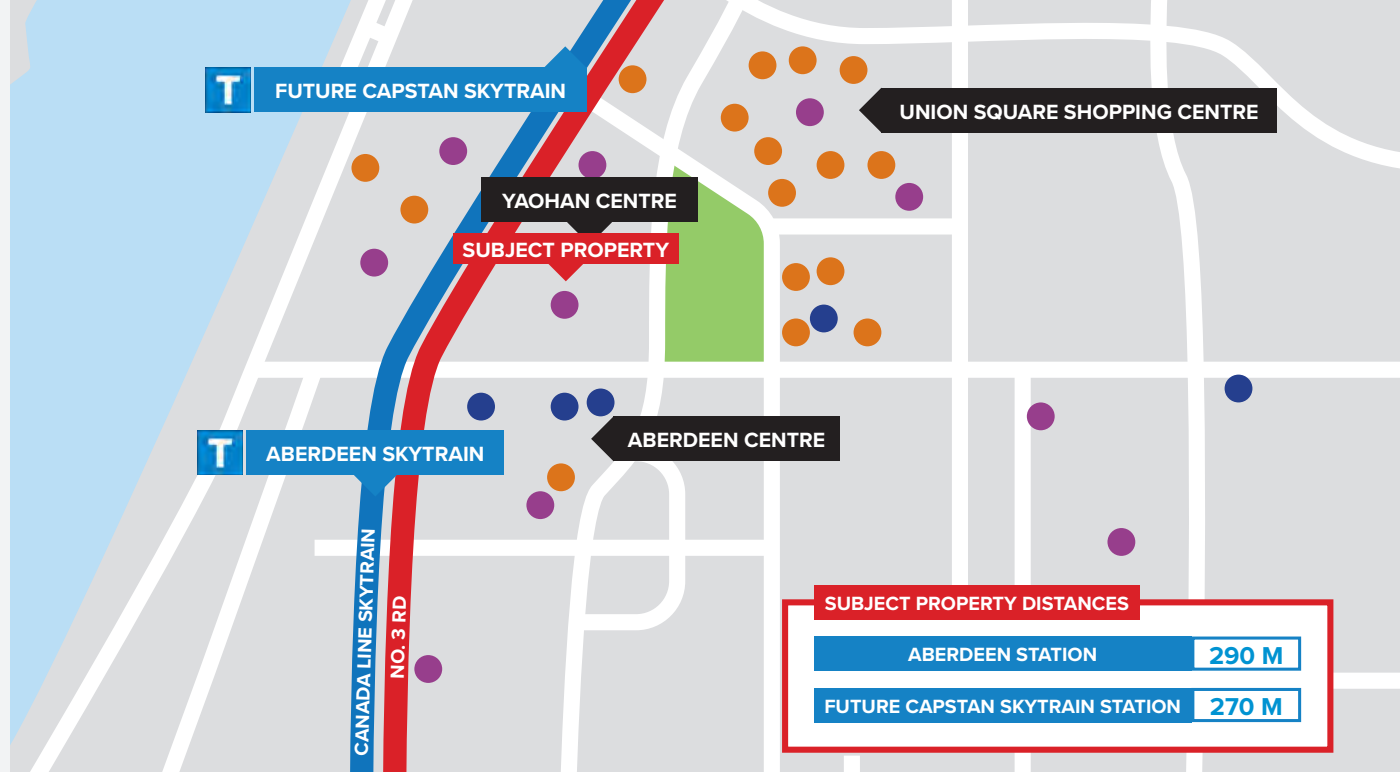 T FUTURE CAPSTAN SKYTRAIN
UNION SQUARE SHOPPING CENTRE
YAOHAN CENTRE
SUBJECT PROPERTY
ABERDEEN CENTRE
T ABERDEEN SKYTRAIN
CANADA LINE SKYTRAIN
NO. 3 RD
SUBJECT PROPERTY DISTANCES
ABERDEEN STATION 290 M
FUTURE CAPSTAN SKYTRAIN STATION 270 M